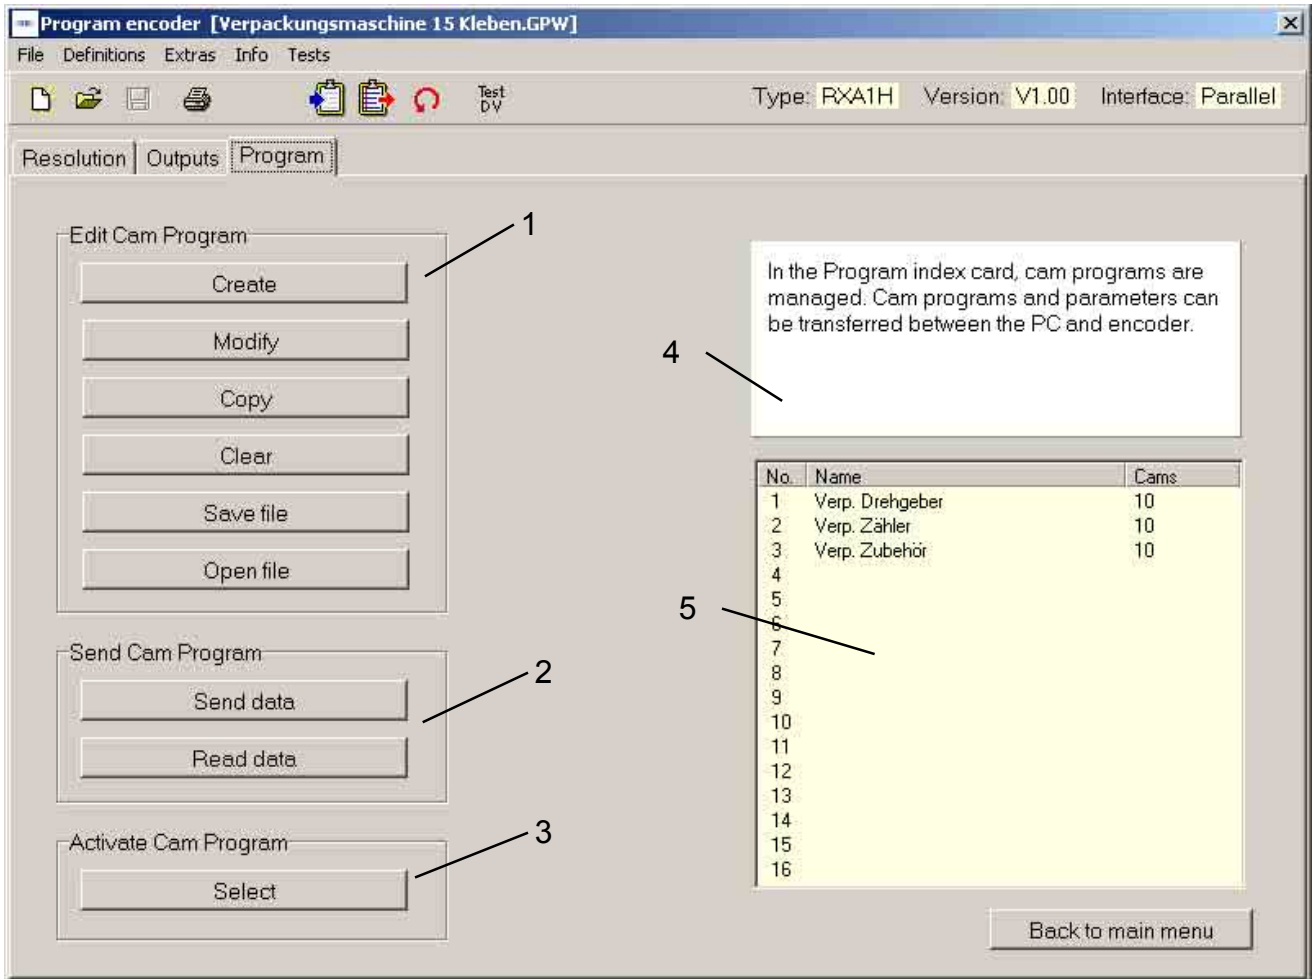 Program encoder [Verpackungsmaschine 15 Kleben.GPW]
File Definitions Extras Info Tests
Test DV
Type: RXA1H Version: V1.00 Interface: Parallel
Resolution Outputs Program
Edit Cam Program
1
Create
Modify
Copy
Clear
Save file
Open file
Send Cam Program
2
Send data
Read data
Activate Cam Program
3
Select
In the Program index card, cam programs are
managed. Cam programs and parameters can
be transferred between the PC and encoder.
4
No. Name Cams
1 Verp. Drehgeber 10
2 Verp. Zähler 10
3 Verp. Zubehör 10
4
5
6
7
8
9
10
11
12
13
14
15
16
5
Back to main menu